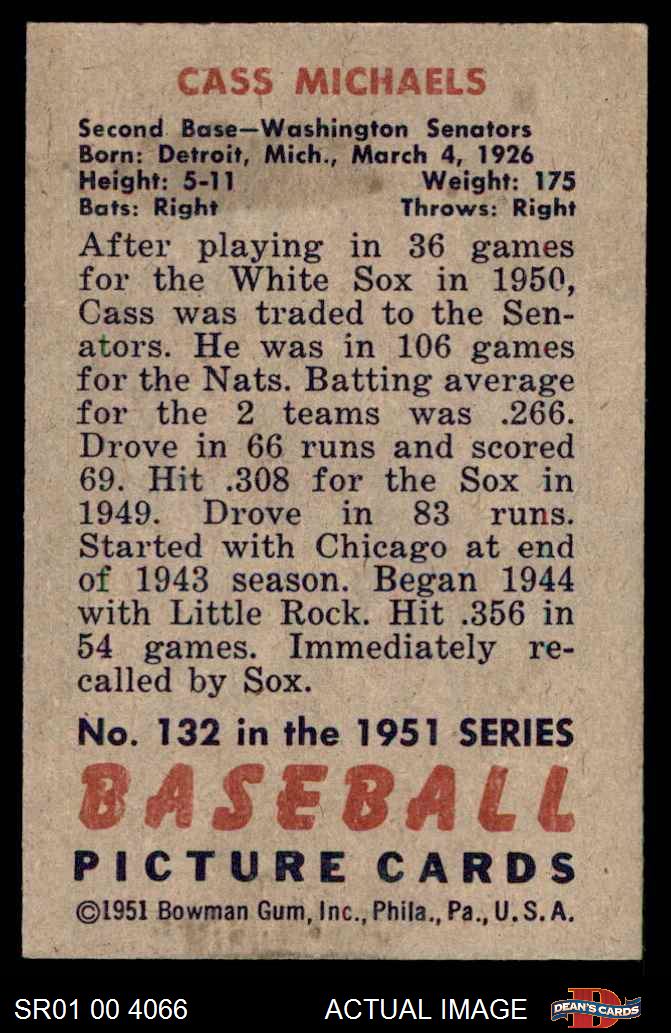 CASS MICHAELS
Second Base—Washington Senators
Born: Detroit, Mich., March 4, 1926
Height: 5-11 Weight: 175
Bats: Right Throws: Right
After playing in 36 games
for the White Sox in 1950,
Cass was traded to the Sen-
ators. He was in 106 games
for the Nats. Batting average
for the 2 teams was .266.
Drove in 66 runs and scored
69. Hit .308 for the Sox in
1949. Drove in 83 runs.
Started with Chicago at end
of 1943 season. Began 1944
with Little Rock. Hit .356 in
54 games. Immediately re-
called by Sox.
No. 132 in the 1951 SERIES
BASEBALL
PICTURE CARDS
©1951 Bowman Gum, Inc., Phila., Pa., U.S.A.
SR01 00 4066 ACTUAL IMAGE DEAN'S CARDS